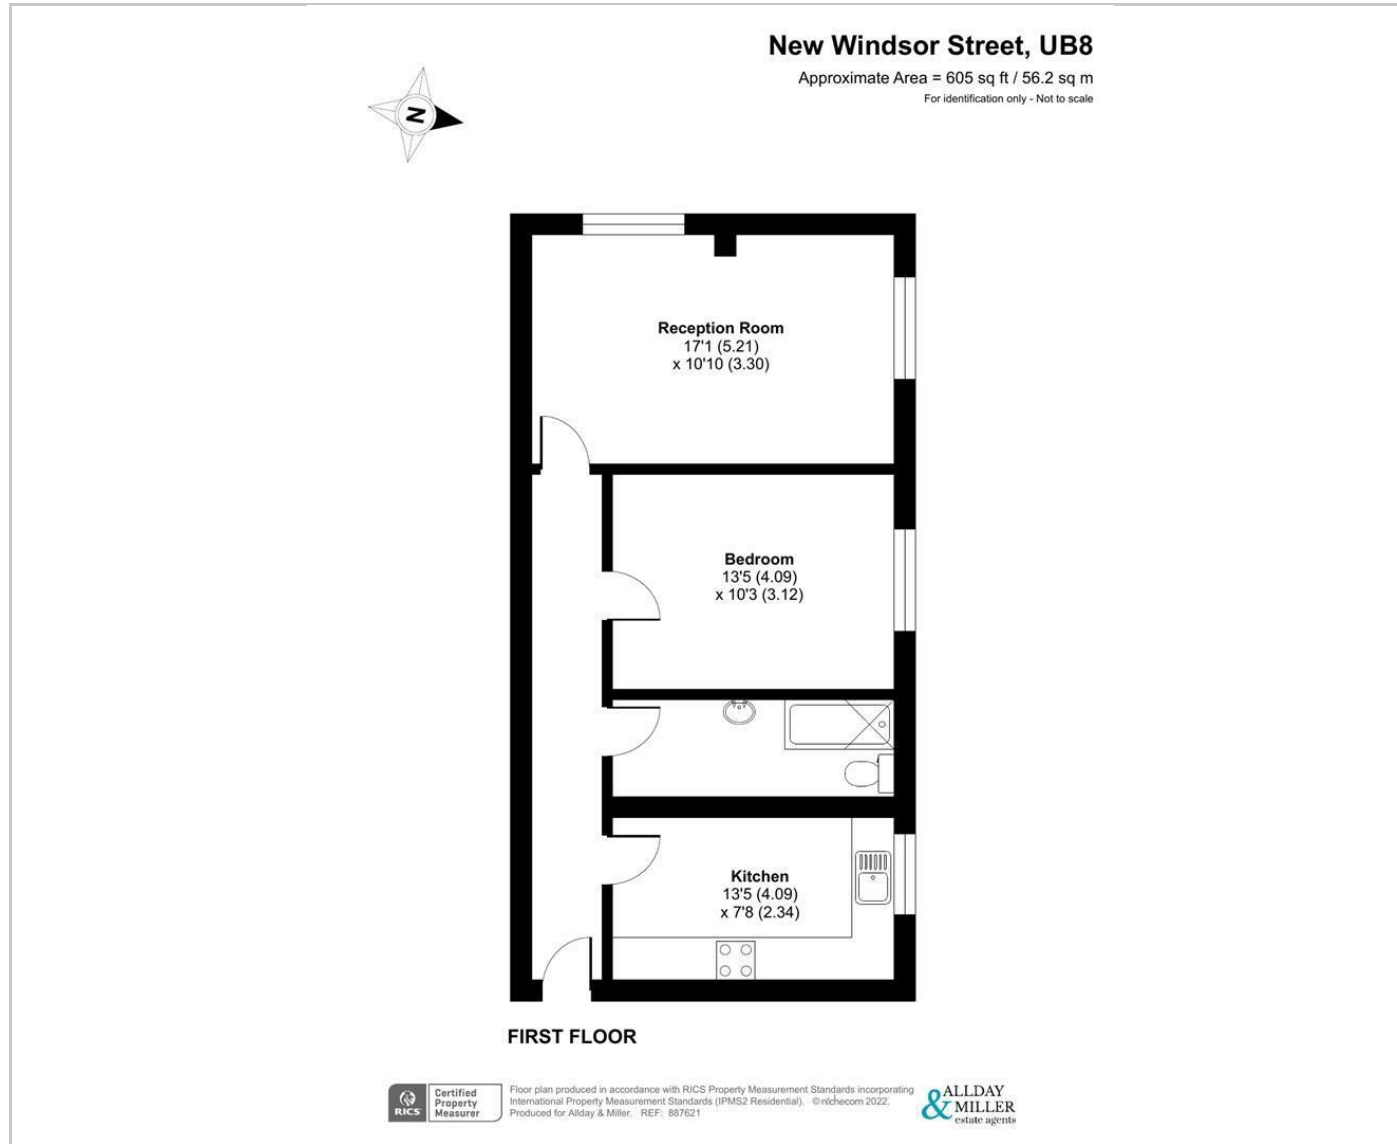 New Windsor Street, UB8
Approximate Area = 605 sq ft / 56.2 sq m
For identification only - Not to scale
N
Reception Room
17'1 (5.21)
x 10'10 (3.30)
Bedroom
13'5 (4.09)
x 10'3 (3.12)
Kitchen
13'5 (4.09)
x 7'8 (2.34)
FIRST FLOOR
RICS
Certified
Property
Measurer
Floor plan produced in accordance with RICS Property Measurement Standards incorporating
International Property Measurement Standards (IPMS2 Residential). © nichecom 2022.
Produced for Allday & Miller. REF: 887621
ALLDAY
& MILLER
estate agents